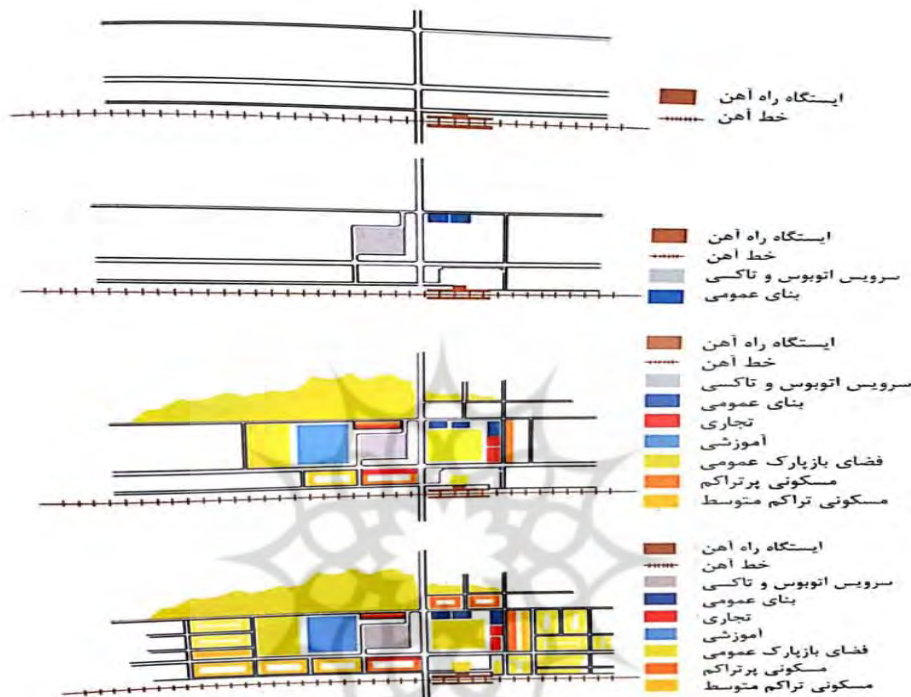 ایستگاه راه آهن
خط آهن
ایستگاه راه آهن
خط آهن
سرویس اتوبوس و تاکسی
بنای عمومی
ایستگاه راه آهن
خط آهن
سرویس اتوبوس و تاکسی
بنای عمومی
تجاری
آموزشی
فضای بازپارک عمومی
مسکونی پرتراکم
مسکونی تراکم متوسط
ایستگاه راه آهن
خط آهن
سرویس اتوبوس و تاکسی
بنای عمومی
تجاری
آموزشی
فضای بازپارک عمومی
مسکونی پرتراکم
مسکونی تراکم متوسط